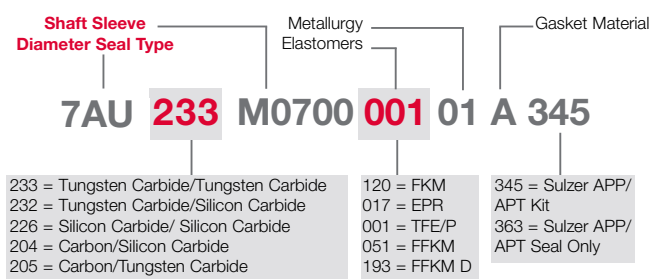 Shaft Sleeve
Diameter Seal Type
Metallurgy
Elastomers
Gasket Material
7AU 233 M0700 001 01 A 345
233 = Tungsten Carbide/Tungsten Carbide
232 = Tungsten Carbide/Silicon Carbide
226 = Silicon Carbide/ Silicon Carbide
204 = Carbon/Silicon Carbide
205 = Carbon/Tungsten Carbide
120 = FKM
017 = EPR
001 = TFE/P
051 = FFKM
193 = FFKM D
345 = Sulzer APP/
APT Kit
363 = Sulzer APP/
APT Seal Only